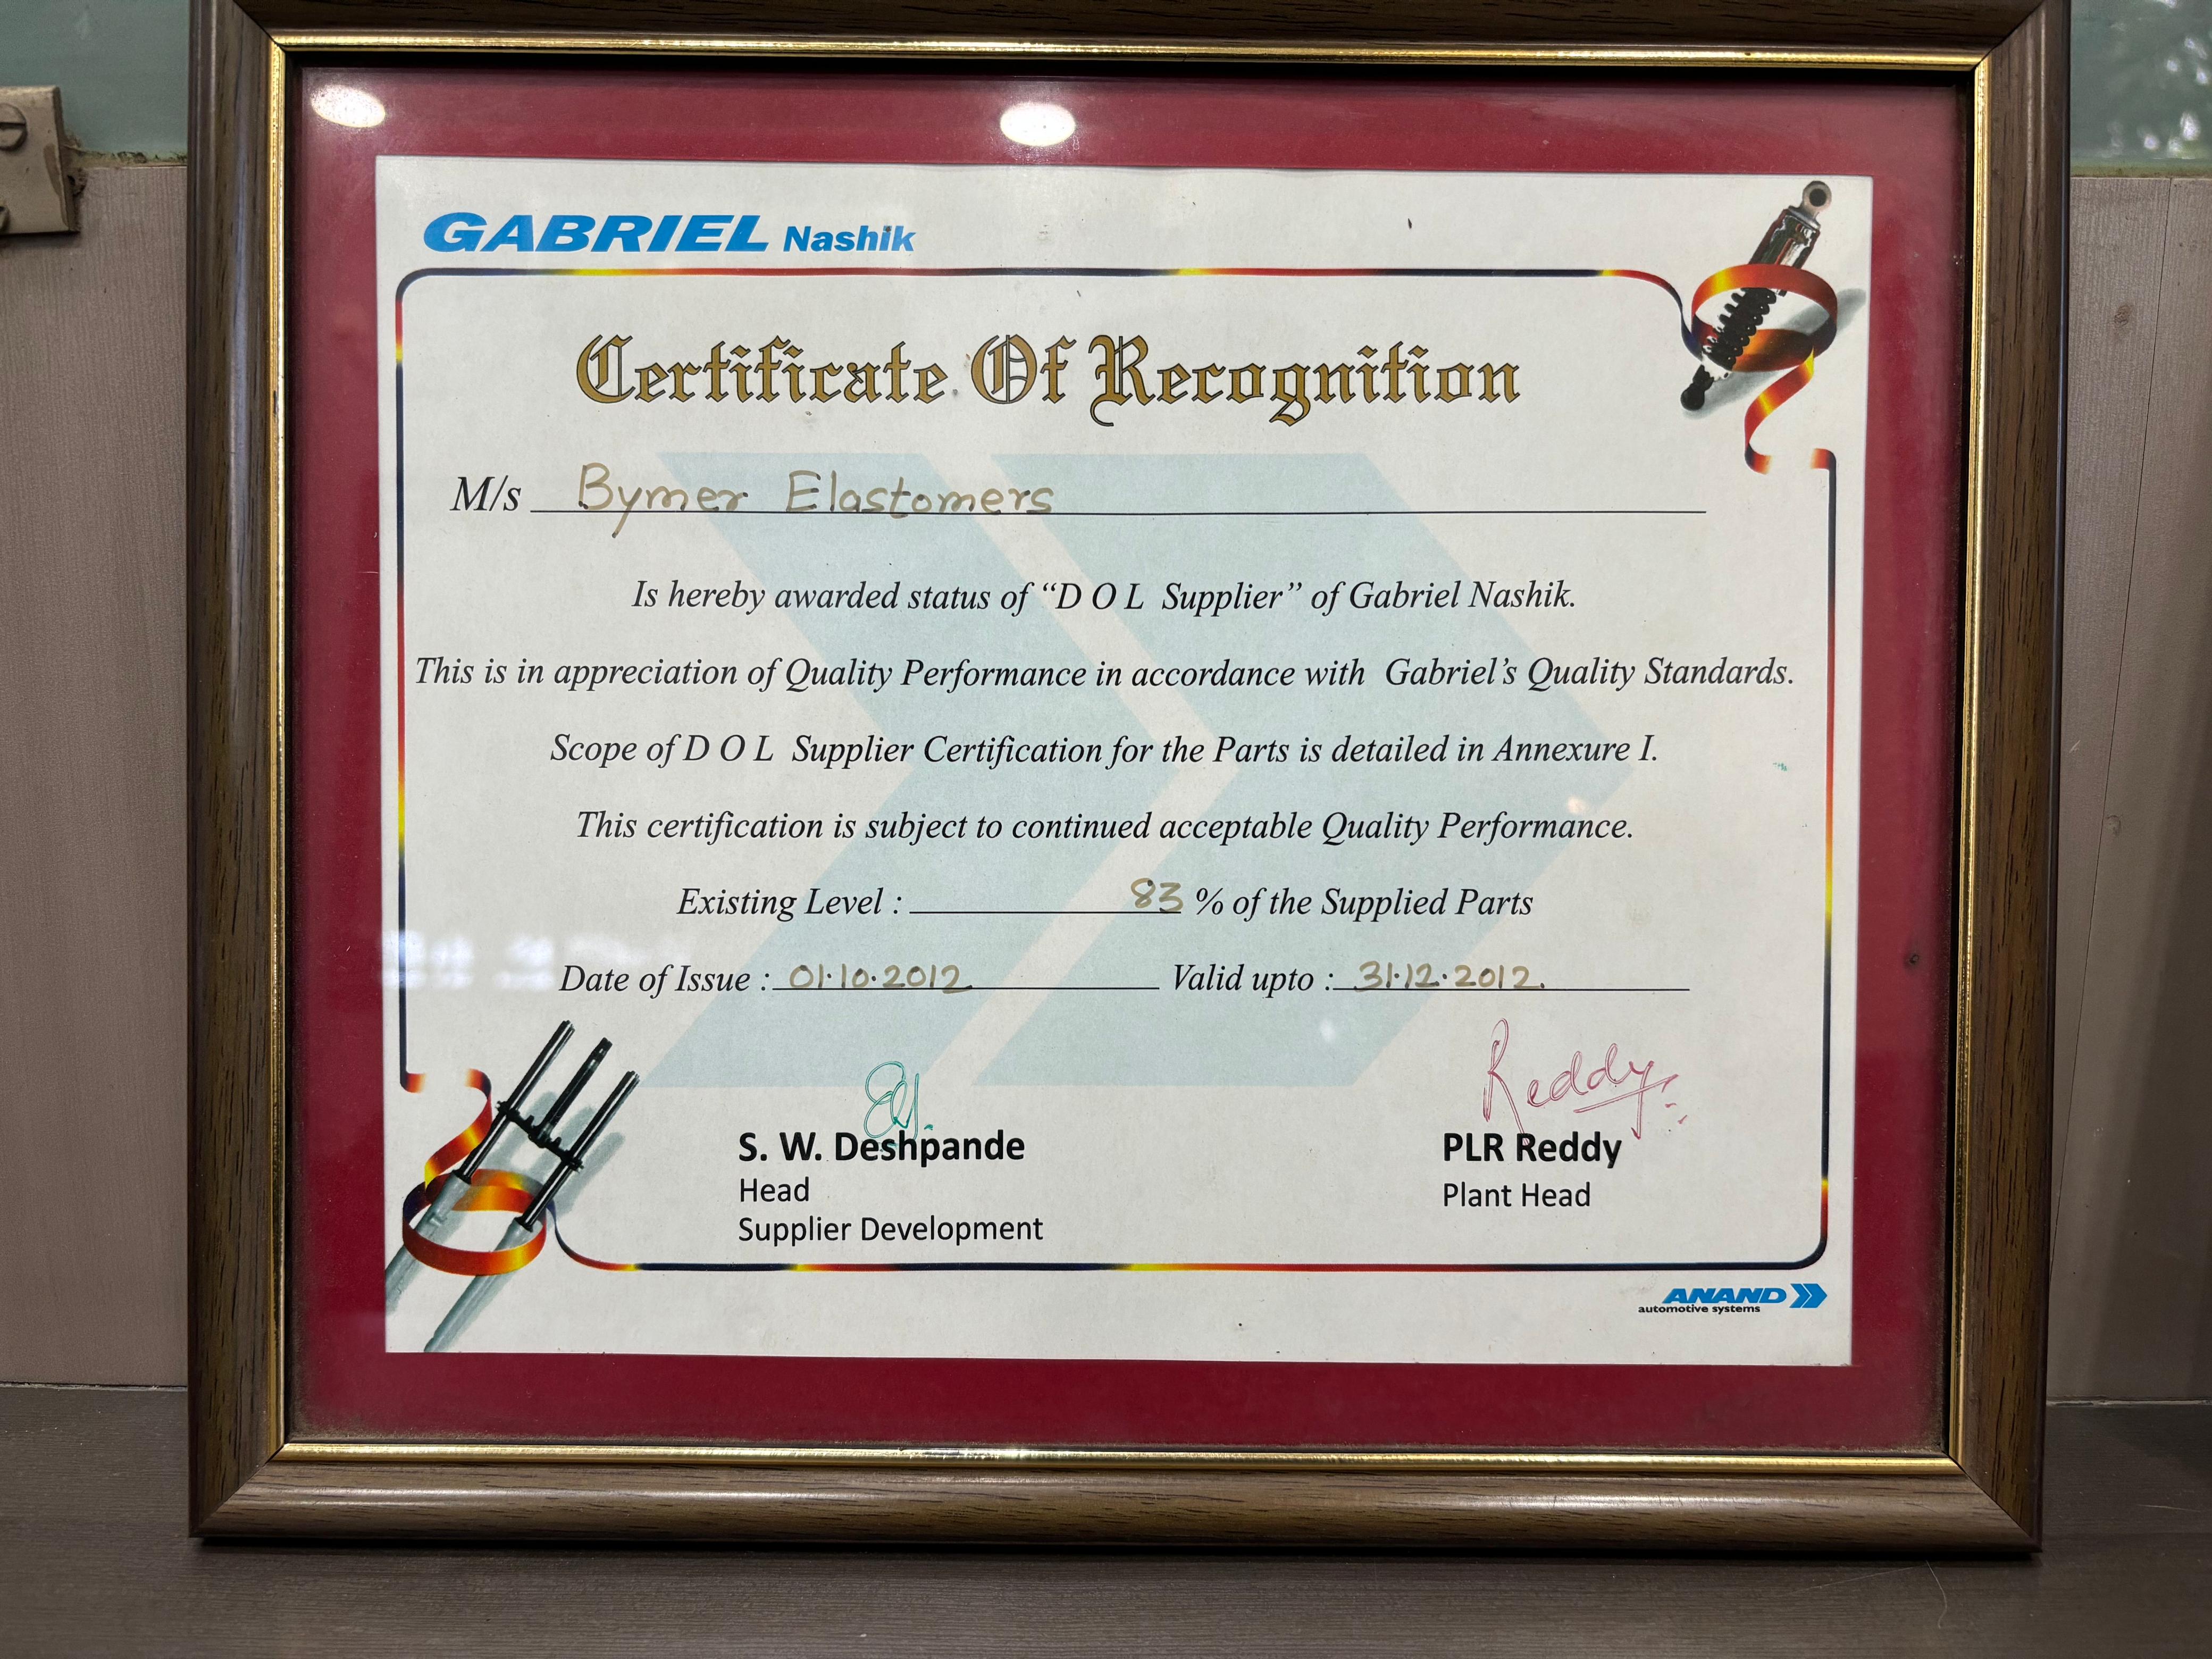 GABRIEL Nashik
Certificate Of Recognition
M/s Bymer Elastomers
Is hereby awarded status of “D O L Supplier” of Gabriel Nashik.
This is in appreciation of Quality Performance in accordance with Gabriel’s Quality Standards.
Scope of D O L Supplier Certification for the Parts is detailed in Annexure I.
This certification is subject to continued acceptable Quality Performance.
Existing Level : 83 % of the Supplied Parts
Date of Issue : 01.10.2012 Valid upto : 31.12.2012.
Reddy
S. W. Deshpande
Head
Supplier Development
PLR Reddy
Plant Head
ANAND
automotive systems